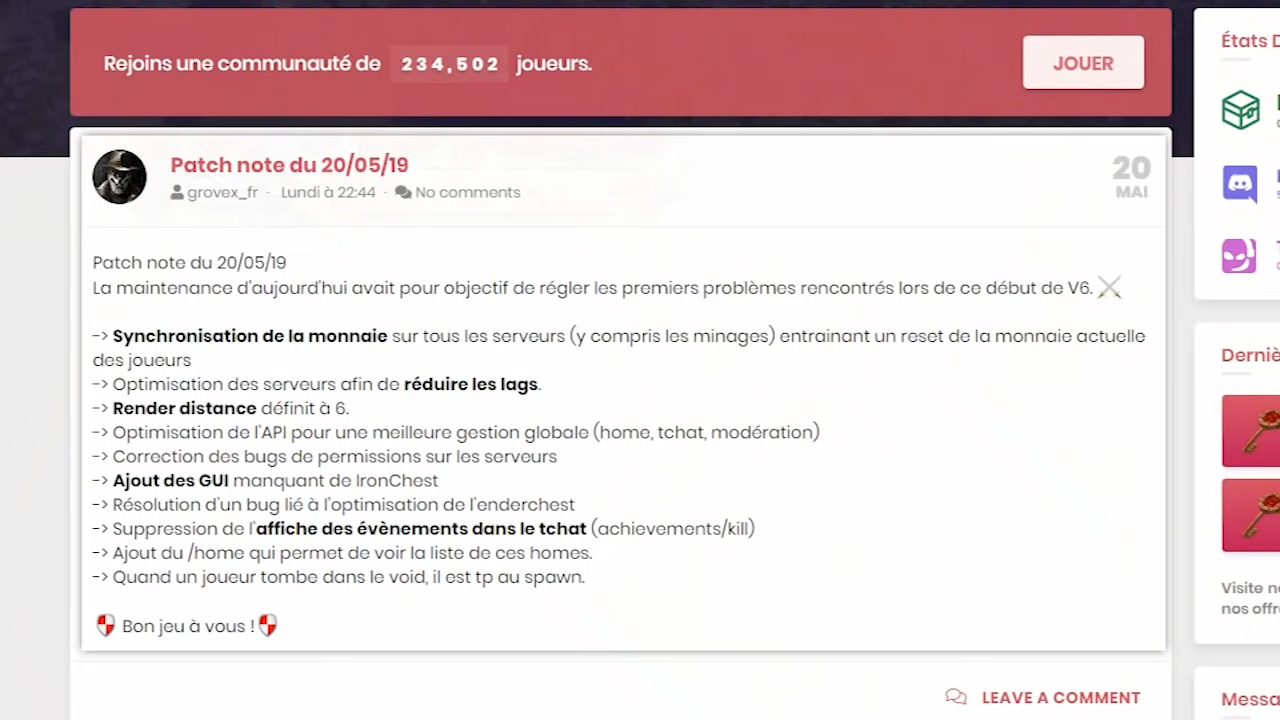 Rejoins une communauté de 234,502 joueurs.
JOUER
Patch note du 20/05/19
grovex_fr · Lundi à 22:44 · No comments
20
MAI
Patch note du 20/05/19
La maintenance d'aujourd'hui avait pour objectif de régler les premiers problèmes rencontrés lors de ce début de V6.
-> Synchronisation de la monnaie sur tous les serveurs (y compris les minages) entrainant un reset de la monnaie actuelle
des joueurs
-> Optimisation des serveurs afin de réduire les lags.
-> Render distance définit à 6.
-> Optimisation de l'API pour une meilleure gestion globale (home, tchat, modération)
-> Correction des bugs de permissions sur les serveurs
-> Ajout des GUI manquant de IronChest
-> Résolution d'un bug lié à l'optimisation de l'enderchest
-> Suppression de l'affiche des évènements dans le tchat (achievements/kill)
-> Ajout du /home qui permet de voir la liste de ces homes.
-> Quand un joueur tombe dans le void, il est tp au spawn.
Bon jeu à vous !
LEAVE A COMMENT
États D
Derniè
Visite n
nos offr
Messa